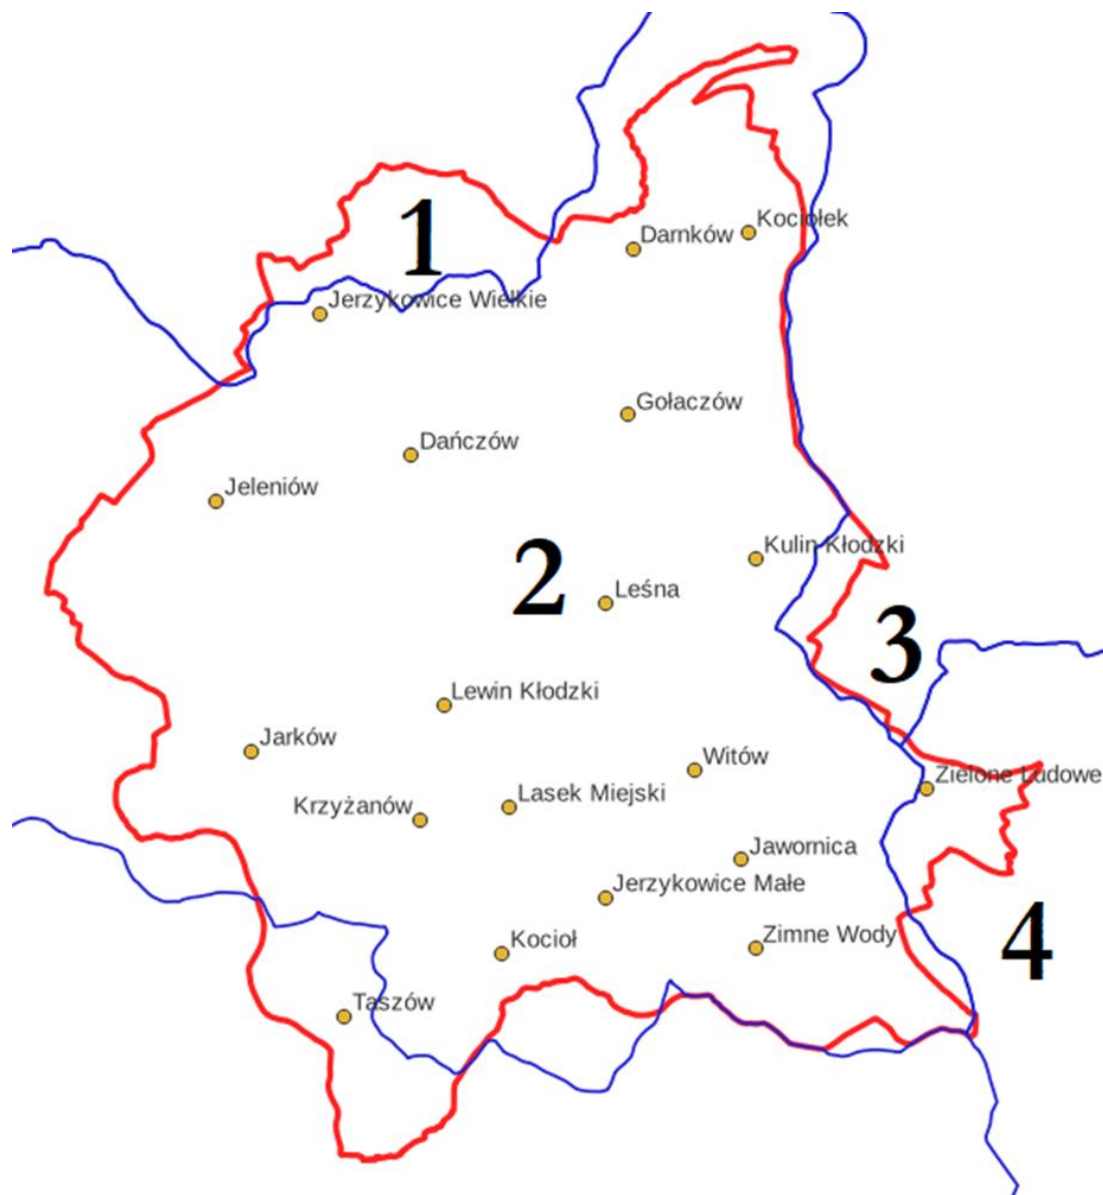 1
Kociołek
Darnków
Jerzykowice Wielkie
Gołaczów
Dańczów
Jeleniów
2
Kulin Kłodzki
Leśna
3
Lewin Kłodzki
Jarków
Witów
Zielone Ludowe
Lasek Miejski
Krzyżanów
Jawornica
Jerzykowice Małe
4
Kocioł
Zimne Wody
Taszów